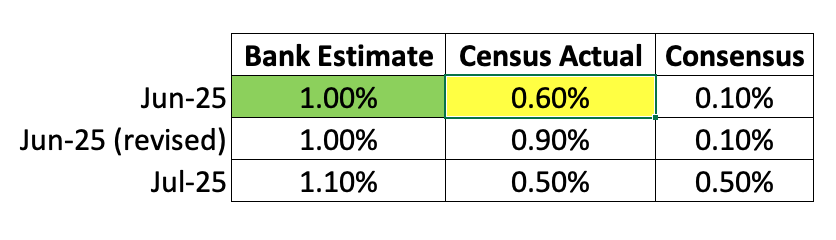 Bank Estimate Census Actual Consensus
Jun-25 1.00% 0.60% 0.10%
Jun-25 (revised) 1.00% 0.90% 0.10%
Jul-25 1.10% 0.50% 0.50%